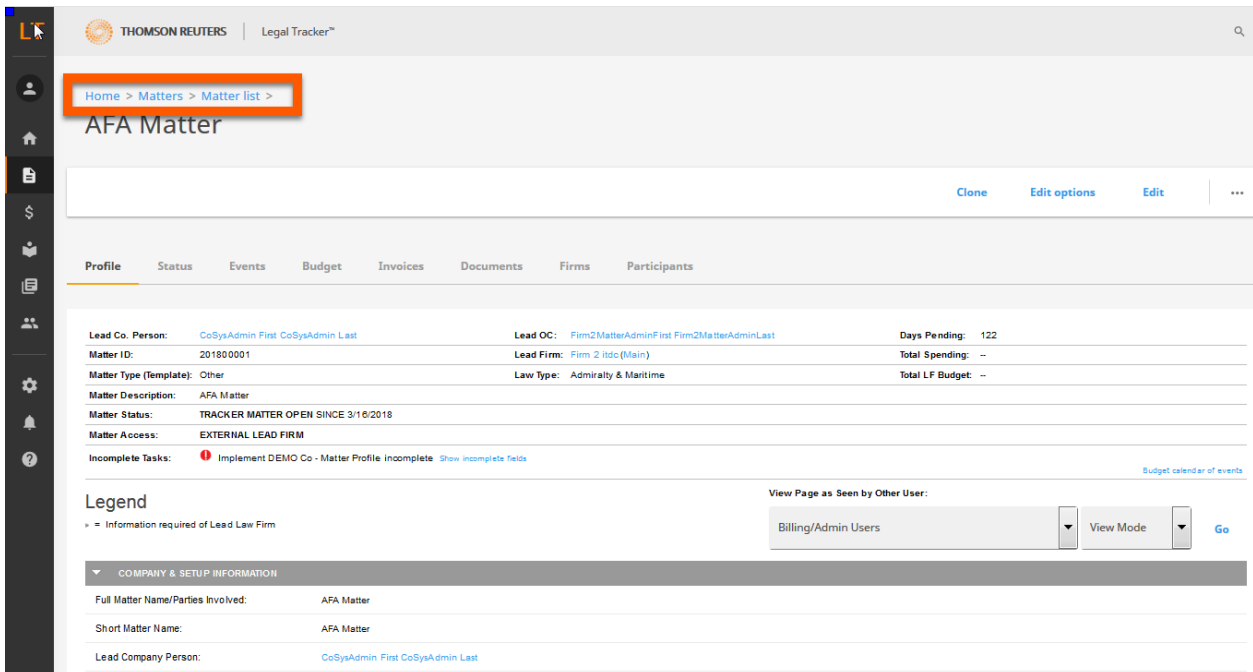 LT
THOMSON REUTERS | Legal Tracker™
Home > Matters > Matter list >
AFA Matter
Clone Edit options Edit
Profile Status Events Budget Invoices Documents Firms Participants
Lead Co. Person: CoSysAdmin First CoSysAdmin Last Lead OC: Firm2MatterAdminFirst Firm2MatterAdminLast Days Pending: 122
Matter ID: 201800001 Lead Firm: Firm 2 itdc (Main) Total Spending: --
Matter Type (Template): Other Law Type: Admiralty & Maritime Total LF Budget: --
Matter Description: AFA Matter
Matter Status: TRACKER MATTER OPEN SINCE 3/16/2018
Matter Access: EXTERNAL LEAD FIRM
Incomplete Tasks: Implement DEMO Co - Matter Profile incomplete Show incomplete fields
Budget calendar of events
Legend
View Page as Seen by Other User:
= Information required of Lead Law Firm
Billing/Admin Users View Mode Go
COMPANY & SETUP INFORMATION
Full Matter Name/Parties Involved: AFA Matter
Short Matter Name: AFA Matter
Lead Company Person: CoSysAdmin First CoSysAdmin Last